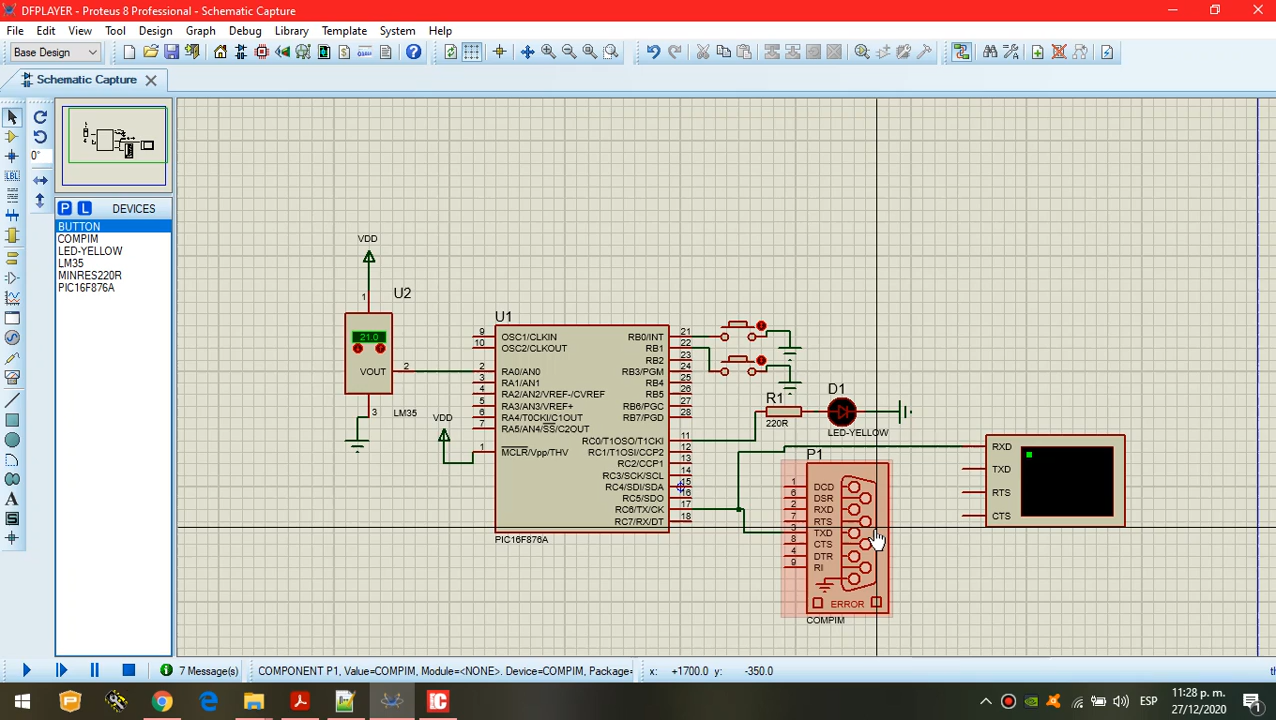 DFPLAYER - Proteus 8 Professional - Schematic Capture
File Edit View Tool Design Graph Debug Library Template System Help
Base Design
Schematic Capture
0°
LBL
P L DEVICES
BUTTON
COMPIM
LED-YELLOW
LM35
MINRES220R
PIC16F876A
VDD
1
U2
21.0
VOUT
2
3
LM35
VDD
U1
9 OSC1/CLKIN
10 OSC2/CLKOUT
2 RA0/AN0
3 RA1/AN1
4 RA2/AN2/VREF-/CVREF
5 RA3/AN3/VREF+
6 RA4/T0CKI/C1OUT
7 RA5/AN4/SS/C2OUT
1 MCLR/Vpp/THV
RB0/INT 21
RB1 22
RB2 23
RB3/PGM 24
RB4 25
RB5 26
RB6/PGC 27
RB7/PGD 28
RC0/T1OSO/T1CKI 11
RC1/T1OSI/CCP2 12
RC2/CCP1 13
RC3/SCK/SCL 14
RC4/SDI/SDA 15
RC5/SDO 16
RC6/TX/CK 17
RC7/RX/DT 18
PIC16F876A
R1
220R
D1
LED-YELLOW
P1
1 DCD
6 DSR
2 RXD
7 RTS
3 TXD
8 CTS
4 DTR
9 RI
ERROR
COMPIM
RXD
TXD
RTS
CTS
7 Message(s) COMPONENT P1, Value=COMPIM, Module=<NONE>. Device=COMPIM, Package= x: +1700.0 y: -350.0 th
ESP
11:28 p. m.
27/12/2020
1